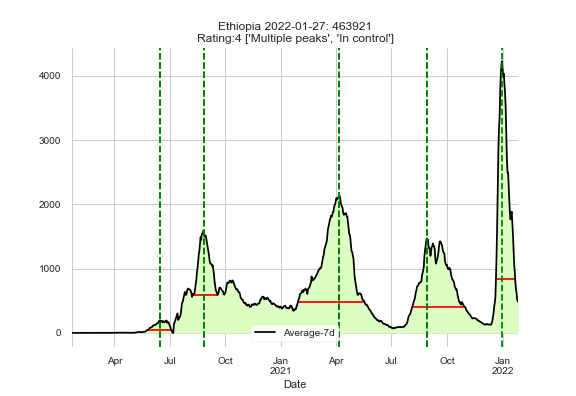 Ethiopia 2022-01-27: 463921
Rating:4 ['Multiple peaks', 'In control']
4000
3000
2000
1000
0
Average-7d
Apr Jul Oct Jan Apr Jul Oct Jan
2021 2022
Date